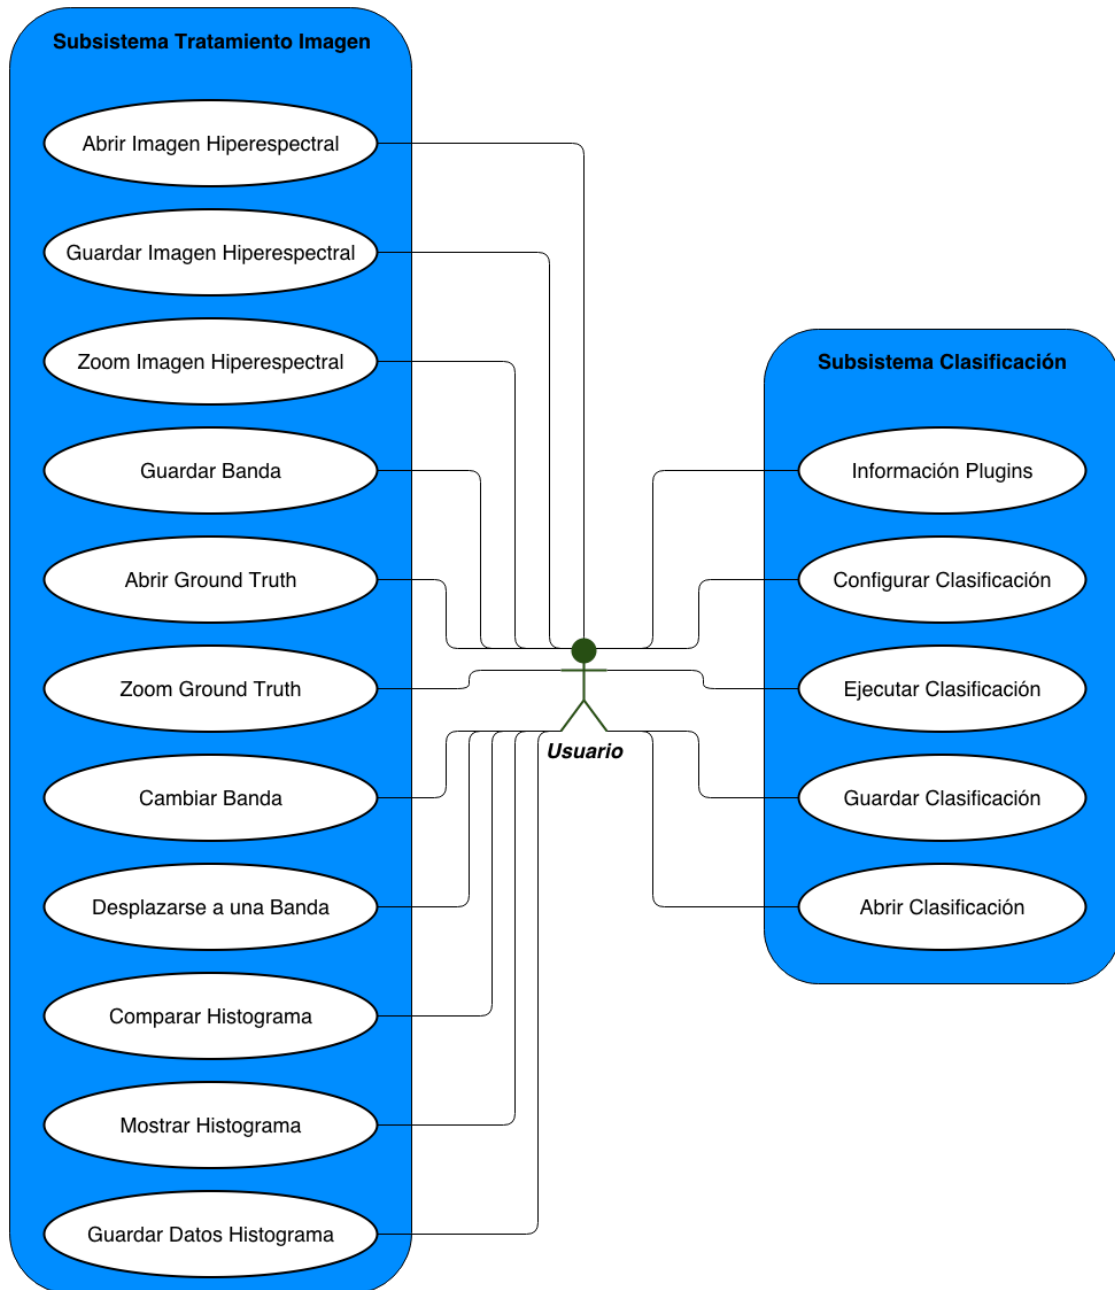 Subsistema Tratamiento Imagen
Abrir Imagen Hiperespectral
Guardar Imagen Hiperespectral
Zoom Imagen Hiperespectral
Guardar Banda
Abrir Ground Truth
Zoom Ground Truth
Cambiar Banda
Desplazarse a una Banda
Comparar Histograma
Mostrar Histograma
Guardar Datos Histograma
Usuario
Subsistema Clasificación
Información Plugins
Configurar Clasificación
Ejecutar Clasificación
Guardar Clasificación
Abrir Clasificación